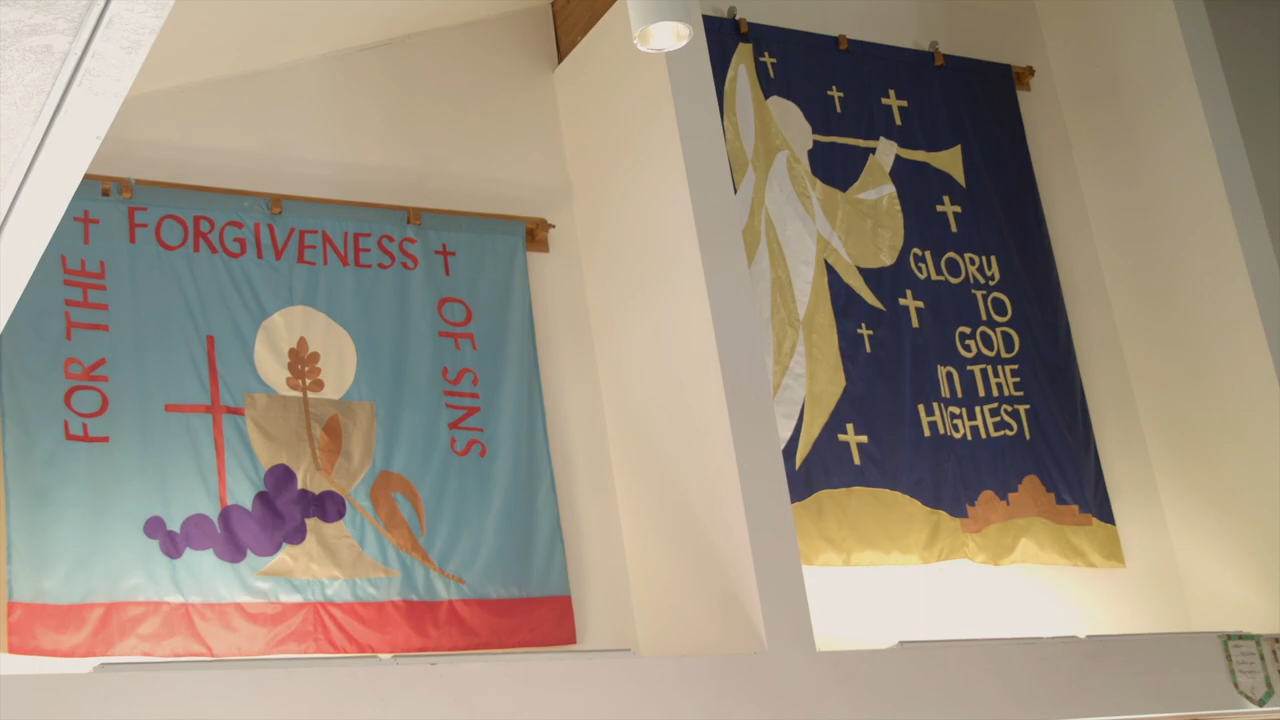 FOR THE
FORGIVENESS
OF SINS
GLORY
TO
GOD
in THE
HIGHEST